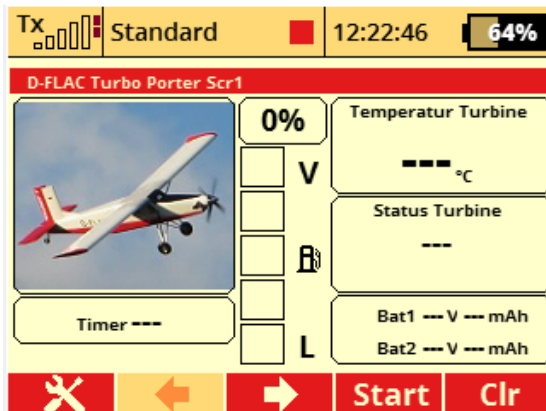 Tx Standard 12:22:46 64%
D-FLAC Turbo Porter Scr1
0%
V
L
Timer ---
Temperatur Turbine
--- °C
Status Turbine
---
Bat1 --- V --- mAh
Bat2 --- V --- mAh
Start Clr